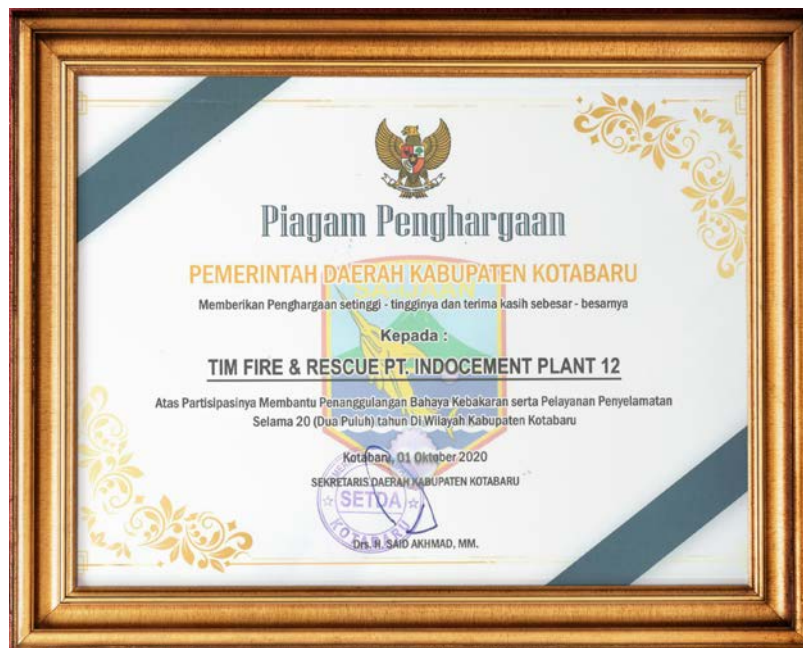 Piagam Penghargaan
PEMERINTAH DAERAH KABUPATEN KOTABARU
Memberikan Penghargaan setinggi - tingginya dan terima kasih sebesar - besarnya
Kepada :
TIM FIRE & RESCUE PT. INDOCEMENT PLANT 12
Atas Partisipasinya Membantu Penanggulangan Bahaya Kebakaran serta Pelayanan Penyelamatan
Selama 20 (Dua Puluh) tahun Di Wilayah Kabupaten Kotabaru
Kotabaru, 01 Oktober 2020
SEKRETARIS DAERAH KABUPATEN KOTABARU
SETDA
KOTABARU
Drs. H. SAID AKHMAD, MM.